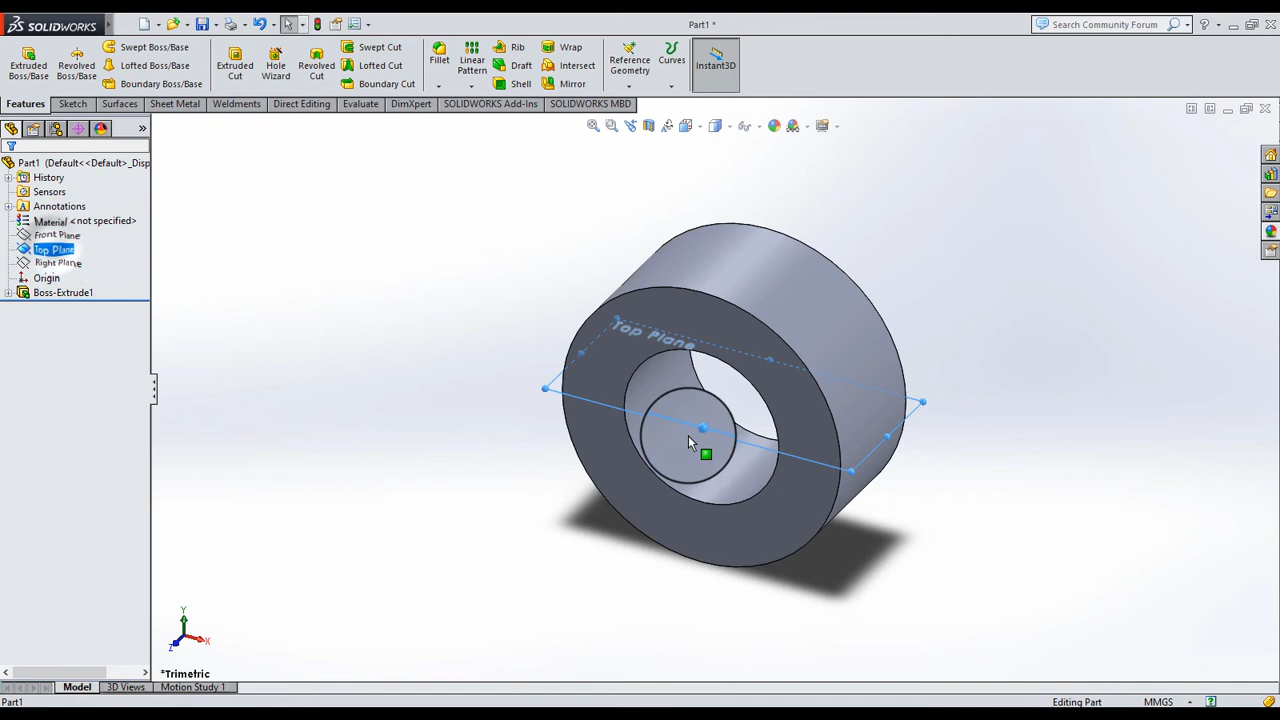 SOLIDWORKS
Part1 *
Search Community Forum
Extruded Boss/Base
Revolved Boss/Base
Swept Boss/Base
Lofted Boss/Base
Boundary Boss/Base
Extruded Cut
Hole Wizard
Revolved Cut
Swept Cut
Lofted Cut
Boundary Cut
Fillet
Linear Pattern
Rib
Draft
Shell
Wrap
Intersect
Mirror
Reference Geometry
Curves
Instant3D
Features
Sketch
Surfaces
Sheet Metal
Weldments
Direct Editing
Evaluate
DimXpert
SOLIDWORKS Add-Ins
SOLIDWORKS MBD
Part1 (Default<<Default>_Disp
History
Sensors
Annotations
Material <not specified>
Front Plane
Top Plane
Right Plane
Origin
Boss-Extrude1
Top Plane
Y
X
Z
*Trimetric
Model
3D Views
Motion Study 1
Part1
Editing Part
MMGS